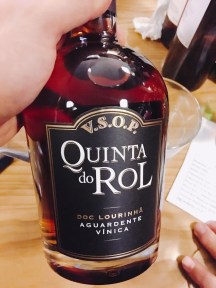 V.S.O.P.
QUINTA
do ROL
DOC LOURINHÃ
AGUARDENTE
VÍNICA